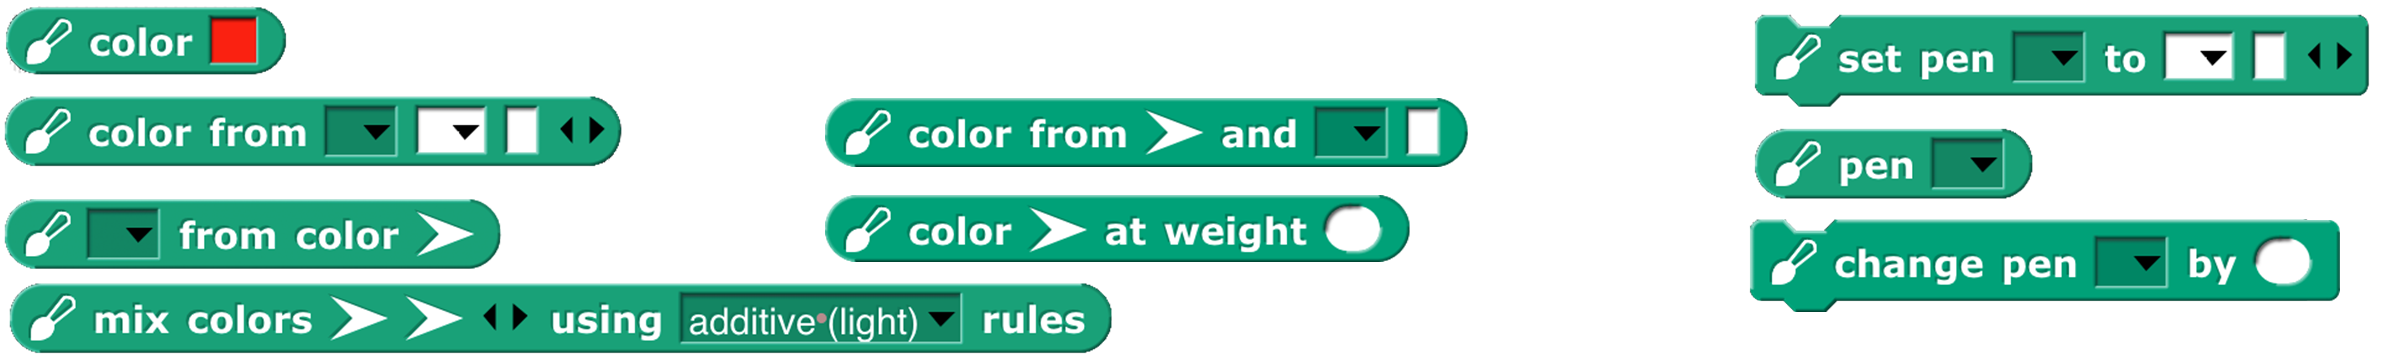 color
color from
from color
mix colors using additive (light) rules
color from and
color at weight
set pen to
pen
change pen by